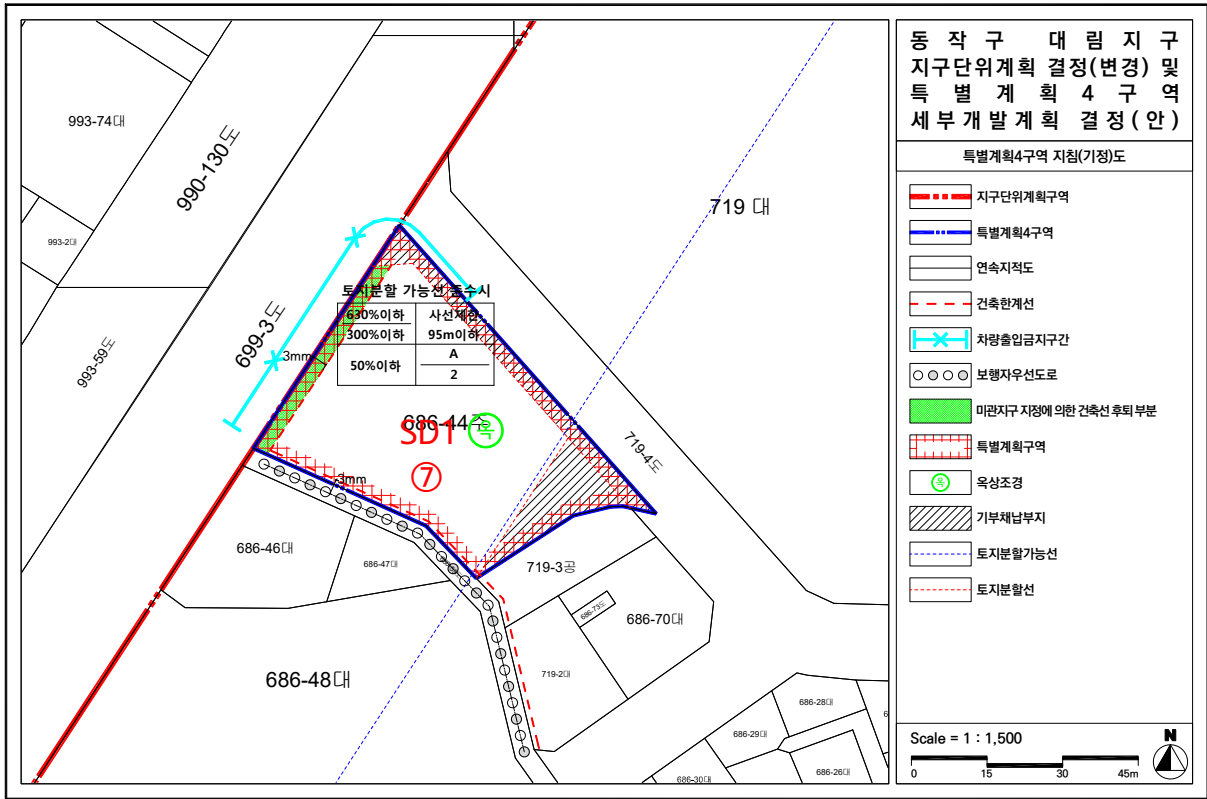 동작구 대림지구
지구단위계획 결정(변경) 및
특별계획4구역
세부개발계획 결정(안)
특별계획4구역 지침(기정)도
지구단위계획구역
특별계획4구역
연속지적도
건축한계선
차량출입금지구간
보행자우선도로
미관지구 지정에 의한 건축선 후퇴 부분
특별계획구역
옥 옥상조경
기부채납부지
토지분할가능선
토지분할선
Scale = 1 : 1,500
N
0 15 30 45m
993-74대
990-130도
993-2대
719 대
699-3도
993-59도
토지분할 가능선 준수시
630%이하 사선제한
300%이하 95m이하
50%이하 A
2
3mm
686-44주
SD1 옥
⑦
719-4도
3mm
686-46대
686-47대
719-3공
686-73도
686-70대
719-2대
686-48대
686-28대
686-29대
686-26대
686-30대